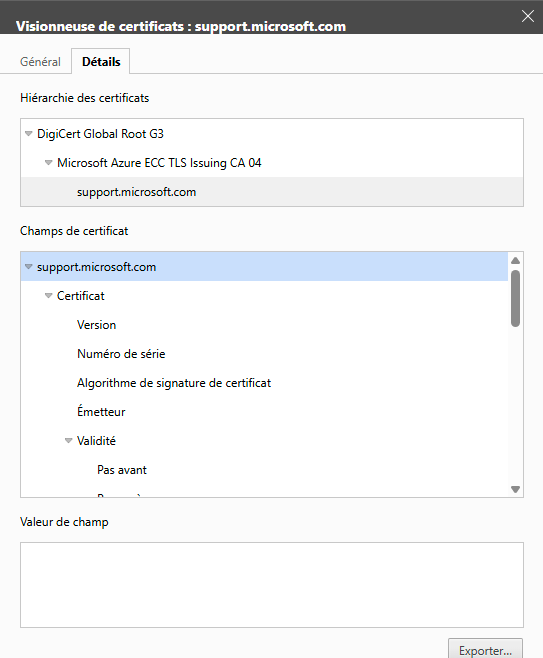 Visionneuse de certificats : support.microsoft.com
Général
Détails
Hiérarchie des certificats
DigiCert Global Root G3
Microsoft Azure ECC TLS Issuing CA 04
support.microsoft.com
Champs de certificat
support.microsoft.com
Certificat
Version
Numéro de série
Algorithme de signature de certificat
Émetteur
Validité
Pas avant
Valeur de champ
Exporter...